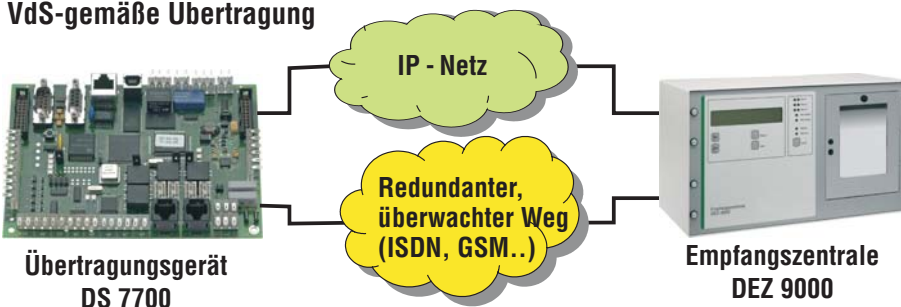 VdS-gemäße Übertragung
IP - Netz
Redundanter,
überwachter Weg
(ISDN, GSM..)
Übertragungsgerät
DS 7700
Empfangszentrale
DEZ 9000